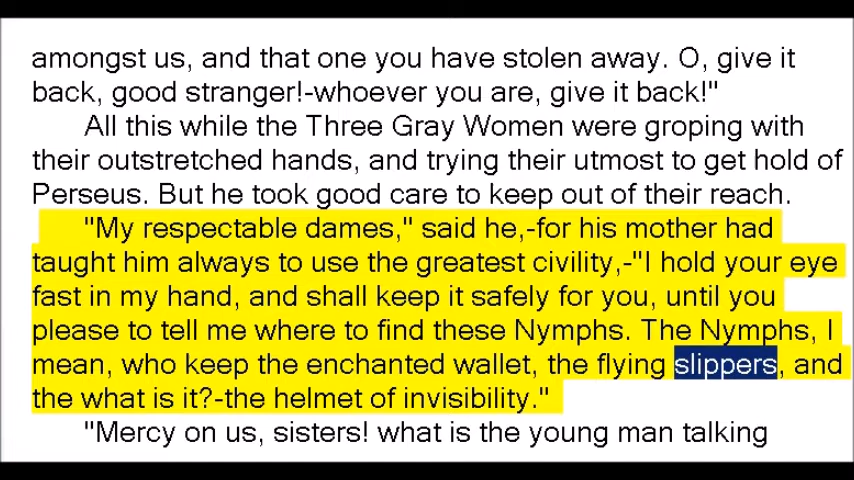 amongst us, and that one you have stolen away. O, give it
back, good stranger!-whoever you are, give it back!"
All this while the Three Gray Women were groping with
their outstretched hands, and trying their utmost to get hold of
Perseus. But he took good care to keep out of their reach.
"My respectable dames," said he,-for his mother had
taught him always to use the greatest civility,-"I hold your eye
fast in my hand, and shall keep it safely for you, until you
please to tell me where to find these Nymphs. The Nymphs, I
mean, who keep the enchanted wallet, the flying slippers, and
the what is it?-the helmet of invisibility."
"Mercy on us, sisters! what is the young man talking